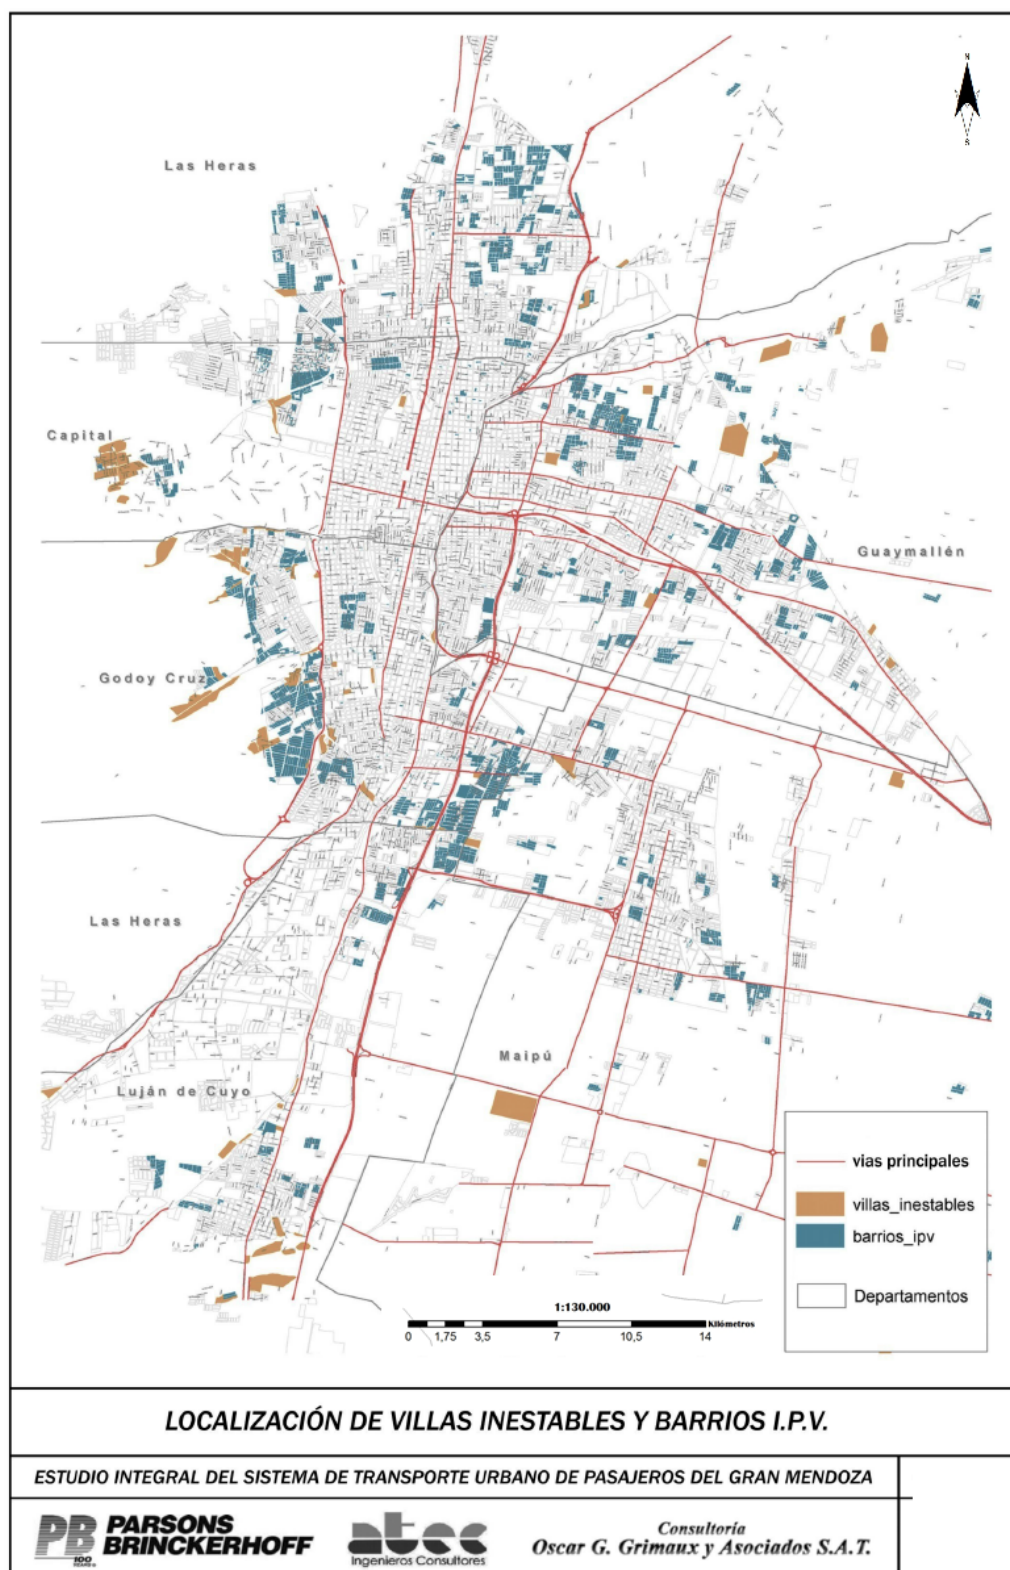 N
S
Las Heras
Capital
Guaymallén
Godoy Cruz
Las Heras
Maipú
Luján de Cuyo
vias principales
villas_inestables
barrios_ipv
Departamentos
1:130.000
Kilómetros
0 1,75 3,5 7 10,5 14
LOCALIZACIÓN DE VILLAS INESTABLES Y BARRIOS I.P.V.
ESTUDIO INTEGRAL DEL SISTEMA DE TRANSPORTE URBANO DE PASAJEROS DEL GRAN MENDOZA
PB PARSONS
BRINCKERHOFF
100
atec
Ingenieros Consultores
Consultoría
Oscar G. Grimaux y Asociados S.A.T.